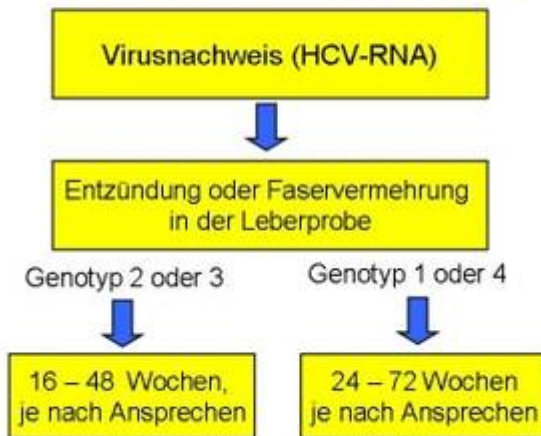 Virusnachweis (HCV-RNA)
Entzündung oder Faservermehrung
in der Leberprobe
Genotyp 2 oder 3
Genotyp 1 oder 4
16 – 48 Wochen,
je nach Ansprechen
24 – 72 Wochen
je nach Ansprechen